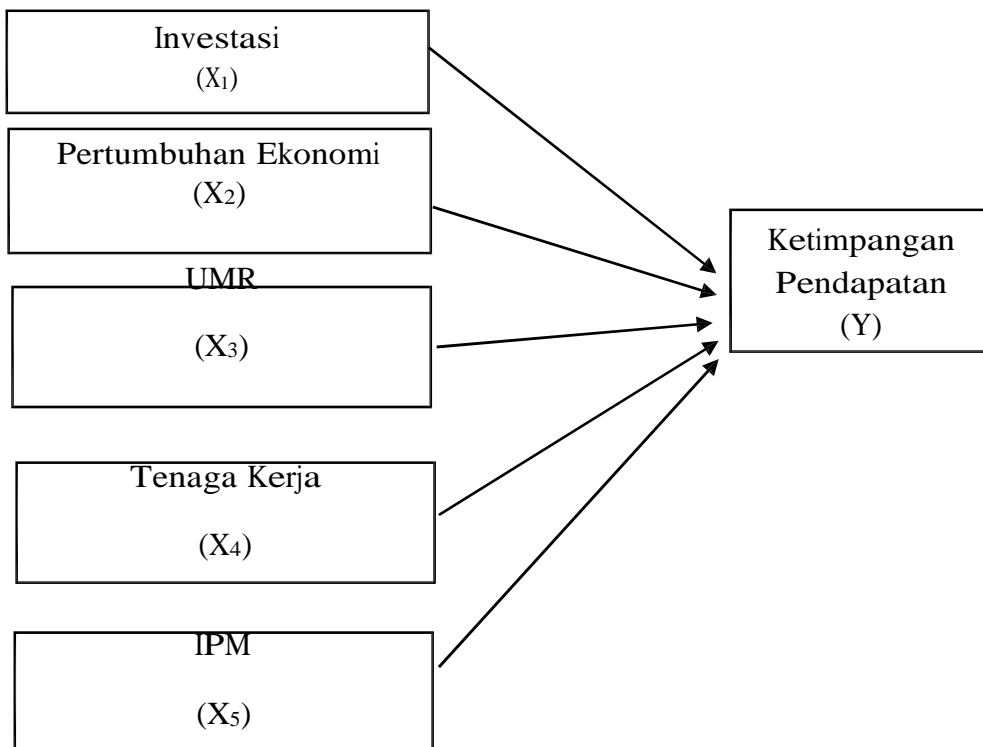 Investasi
(X₁)
Pertumbuhan Ekonomi
(X₂)
UMR
(X₃)
Tenaga Kerja
(X₄)
IPM
(X₅)
Ketimpangan
Pendapatan
(Y)